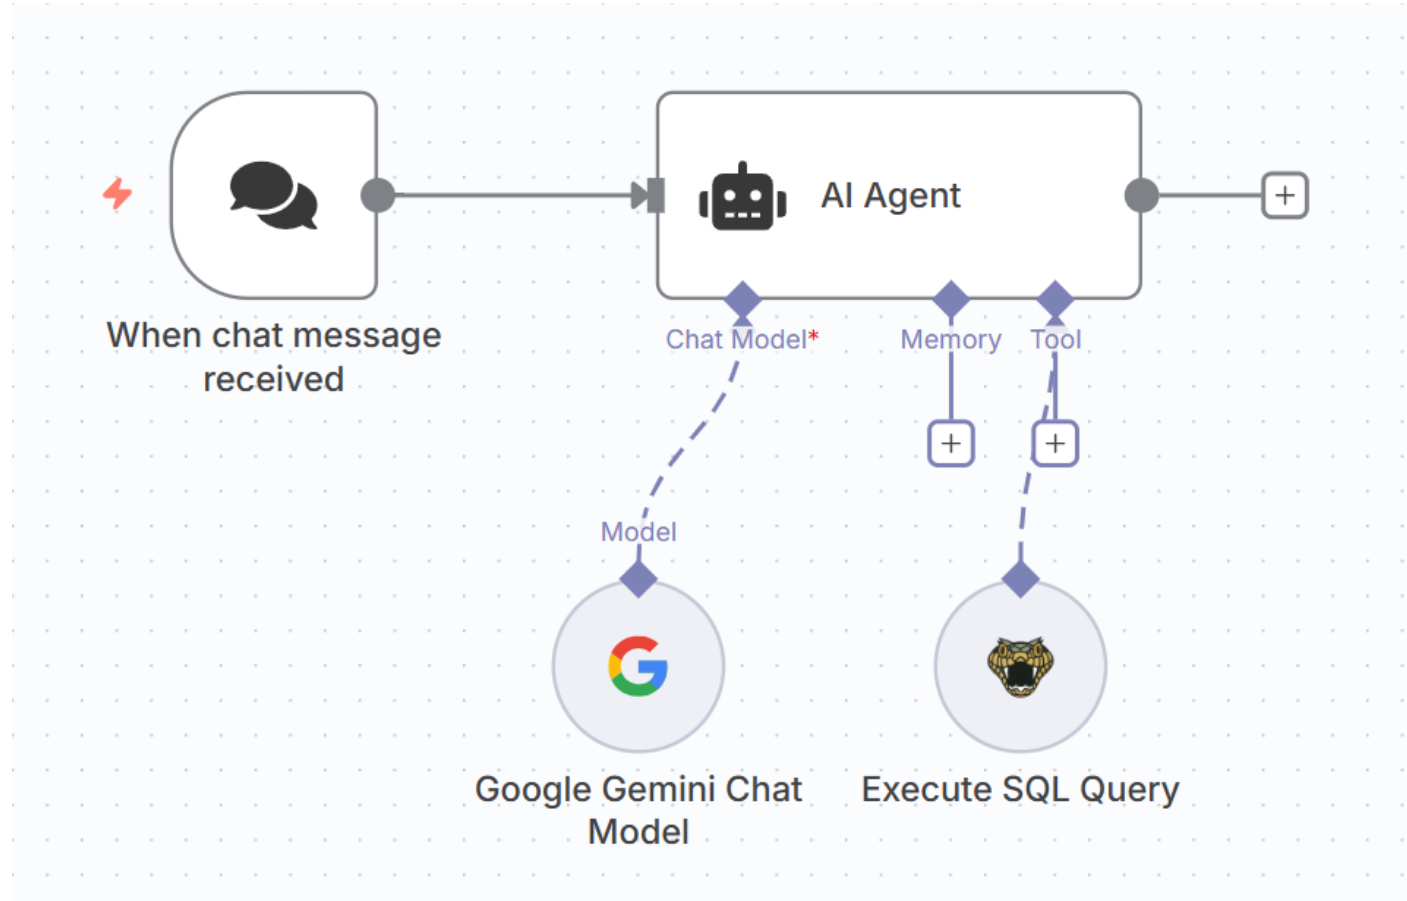 AI Agent
When chat message
received
Chat Model*
Memory
Tool
Model
Google Gemini Chat
Model
Execute SQL Query